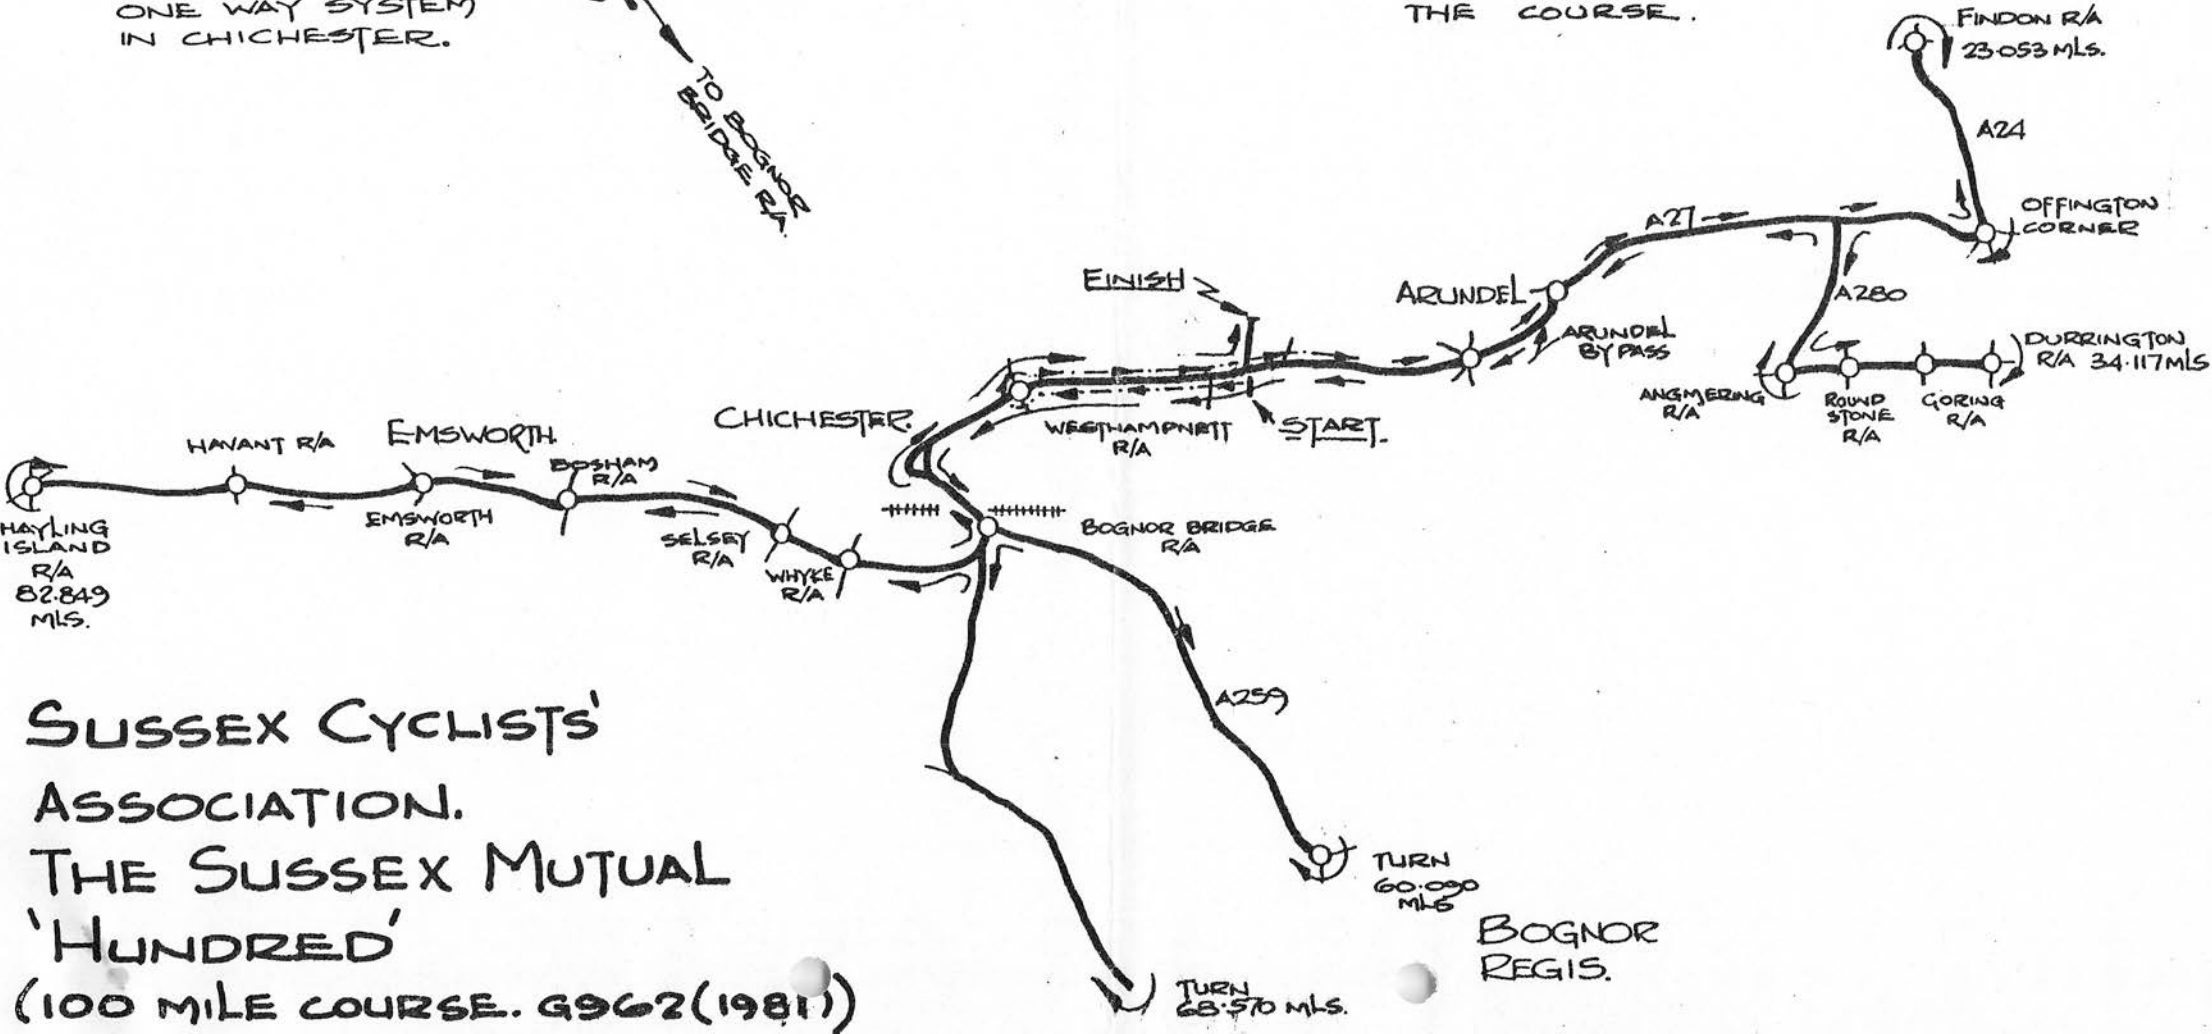 ONE WAY SYSTEM
IN CHICHESTER.
TO BOGNOR
BRIDGE R/A
THE COURSE.
FINDON R/A
23.053 MLS.
A24
OFFINGTON
CORNER
A27
A280
FINISH
ARUNDEL
ARUNDEL
BY PASS
DURRINGTON
R/A 34.117 MLS
ANGMERING
R/A
ROUND
STONE
R/A
GORING
R/A
CHICHESTER.
WESTHAMPNETT
R/A
START.
HAVANT R/A
EMSWORTH
BOSHAM
R/A
HAYLING
ISLAND
R/A
82.849
MLS.
EMSWORTH
R/A
SELSEY
R/A
WHYKE
R/A
BOGNOR BRIDGE
R/A
A259
TURN
60.090
MLS
BOGNOR
REGIS.
TURN
68.570 MLS.
SUSSEX CYCLISTS'
ASSOCIATION.
THE SUSSEX MUTUAL
'HUNDRED'
(100 MILE COURSE. G962 (1981))